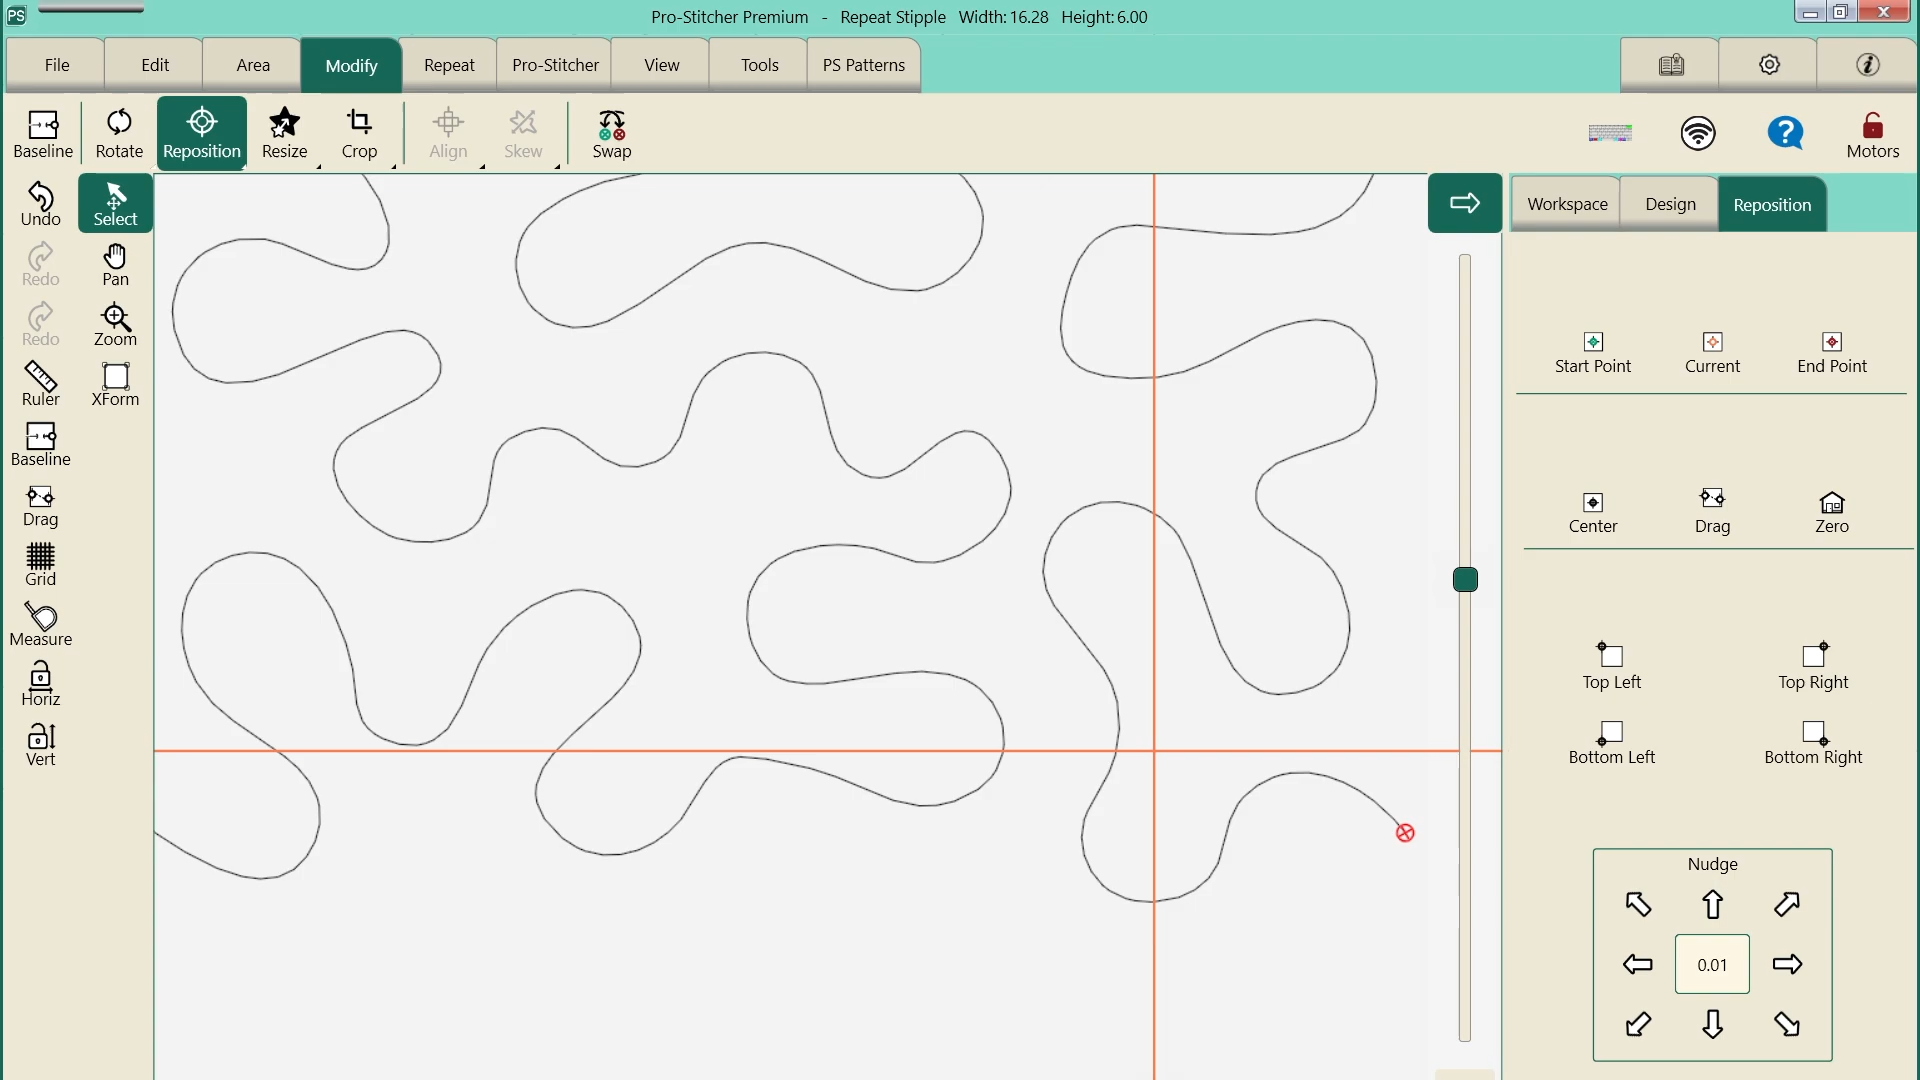 PS
Pro-Stitcher Premium - Repeat Stipple Width: 16.28 Height: 6.00
File Edit Area Modify Repeat Pro-Stitcher View Tools PS Patterns
Baseline Rotate Reposition Resize Crop Align Skew Swap Motors
Undo Select
Redo Pan
Redo Zoom
Ruler XForm
Baseline
Drag
Grid
Measure
Horiz
Vert
Workspace Design Reposition
Start Point Current End Point
Center Drag Zero
Top Left Top Right
Bottom Left Bottom Right
Nudge
0.01